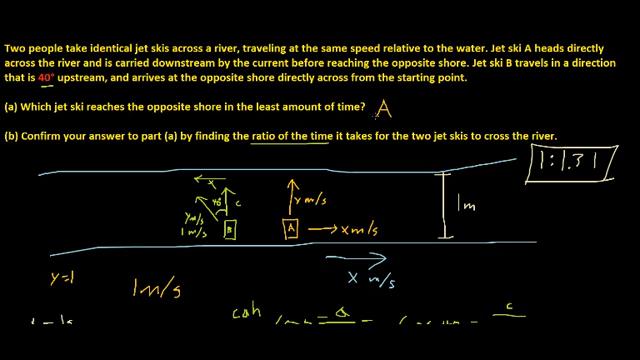 Two people take identical jet skis across a river, traveling at the same speed relative to the water. Jet ski A heads directly
across the river and is carried downstream by the current before reaching the opposite shore. Jet ski B travels in a direction
that is 40° upstream, and arrives at the opposite shore directly across from the starting point.
(a) Which jet ski reaches the opposite shore in the least amount of time? A
(b) Confirm your answer to part (a) by finding the ratio of the time it takes for the two jet skis to cross the river.
1:1.31
x
40
c
y m/s
1 m/s
B
y m/s
A
x m/s
1m
x m/s
y=1
1m/s
cah
a
c